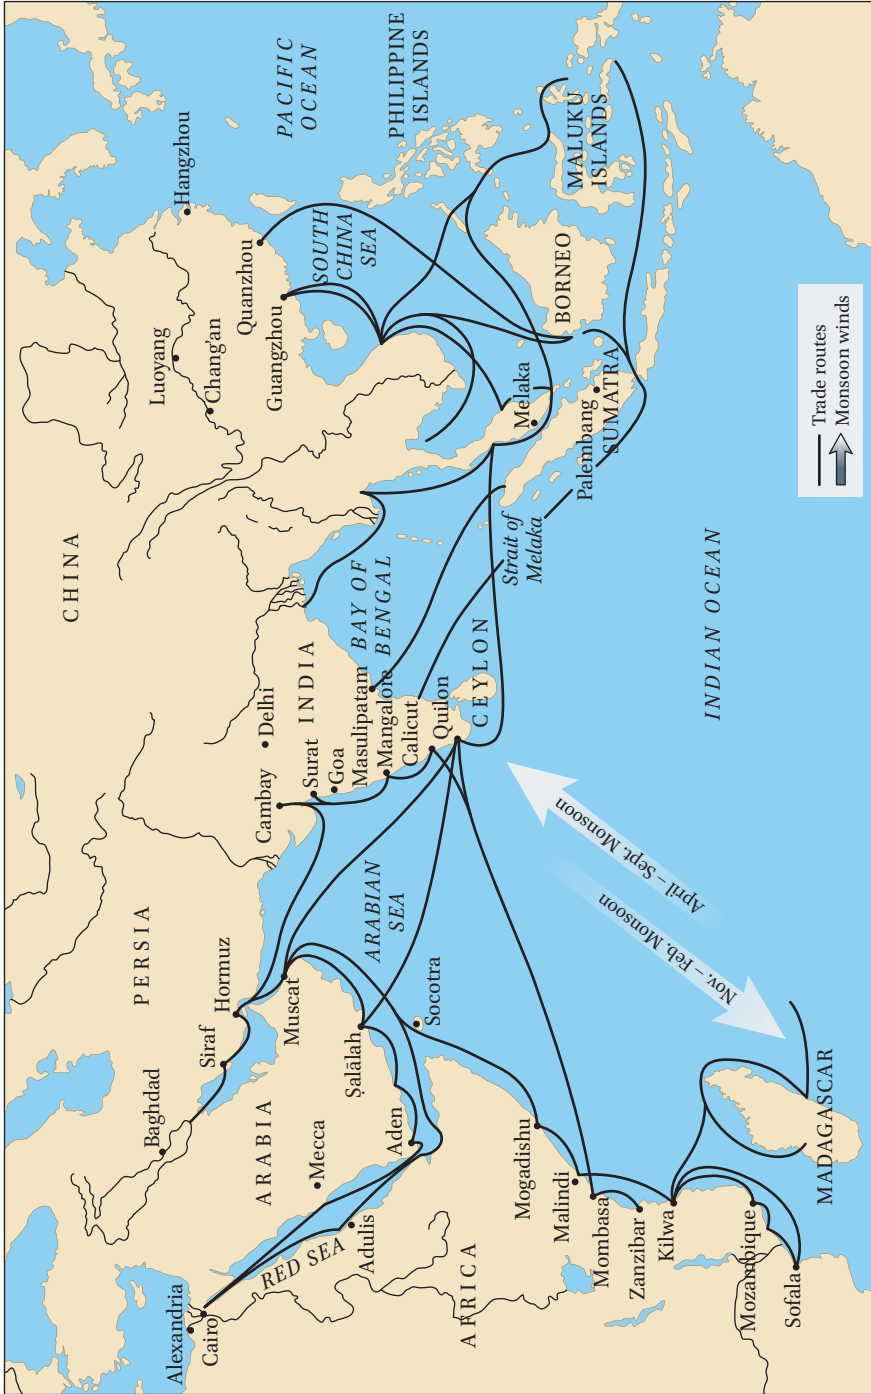 Alexandria
Cairo
Baghdad
Siraf
Hormuz
PERSIA
ARABIA
Mecca
Muscat
Ṣalālah
Aden
RED SEA
Adulis
AFRICA
Socotra
ARABIAN
SEA
Mogadishu
Malindi
Mombasa
Zanzibar
Kilwa
Mozambique
Sofala
MADAGASCAR
Nov. – Feb. Monsoon
April – Sept. Monsoon
CHINA
Delhi
Cambay
Surat
Goa
INDIA
Masulipatam
Mangalore
Calicut
Quilon
CEYLON
BAY OF
BENGAL
INDIAN OCEAN
Luoyang
Chang'an
Hangzhou
Quanzhou
Guangzhou
SOUTH
CHINA
SEA
PACIFIC
OCEAN
PHILIPPINE
ISLANDS
MALUKU
ISLANDS
BORNEO
Melaka
Palembang
SUMATRA
Strait of
Melaka
Trade routes
Monsoon winds